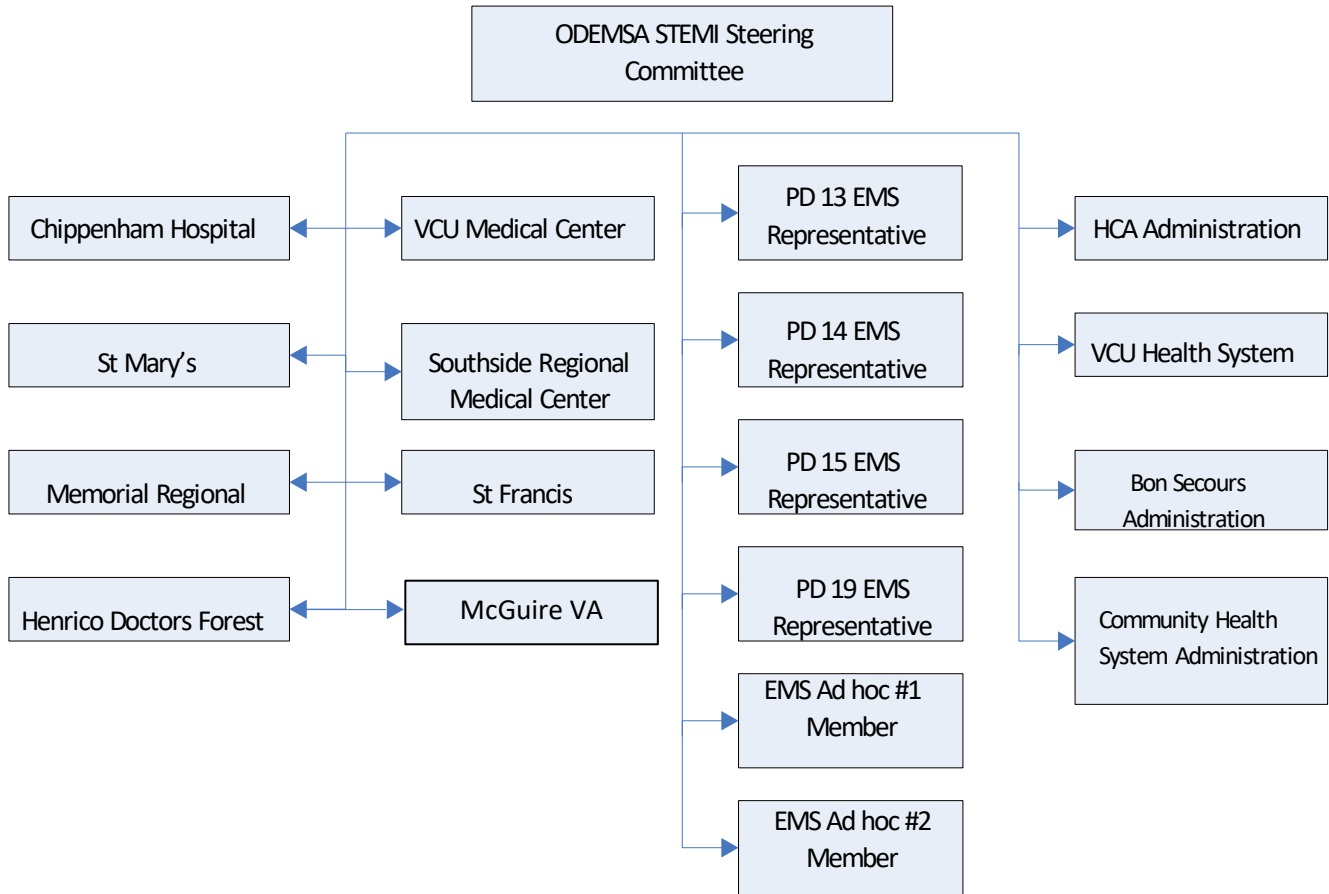 ODEMSA STEMI Steering
Committee
Chippenham Hospital
VCU Medical Center
PD 13 EMS
Representative
HCA Administration
St Mary’s
Southside Regional
Medical Center
PD 14 EMS
Representative
VCU Health System
Memorial Regional
St Francis
PD 15 EMS
Representative
Bon Secours
Administration
Henrico Doctors Forest
McGuire VA
PD 19 EMS
Representative
Community Health
System Administration
EMS Ad hoc #1
Member
EMS Ad hoc #2
Member